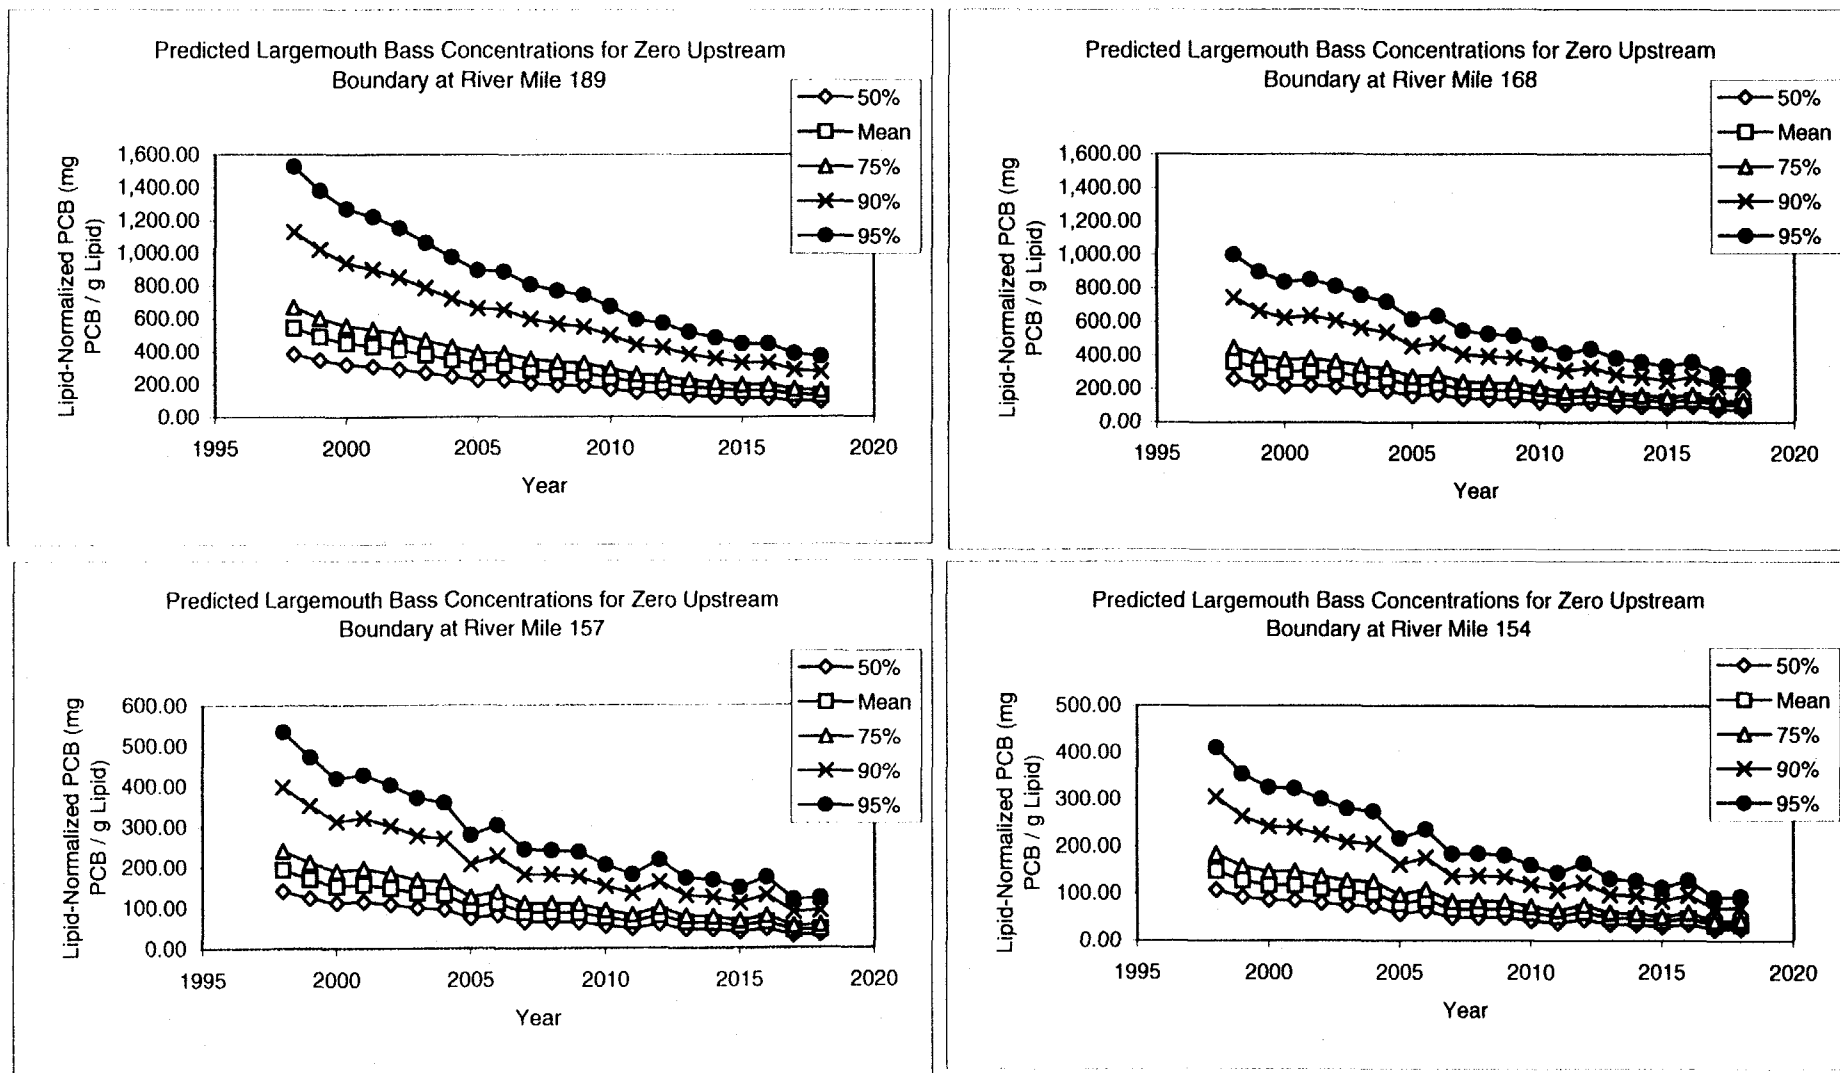 Predicted Largemouth Bass Concentrations for Zero Upstream
Boundary at River Mile 189
50%
Mean
75%
90%
95%
Lipid-Normalized PCB (mg
PCB / g Lipid)
1,600.00
1,400.00
1,200.00
1,000.00
800.00
600.00
400.00
200.00
0.00
1995
2000
2005
2010
2015
2020
Year
Predicted Largemouth Bass Concentrations for Zero Upstream
Boundary at River Mile 168
50%
Mean
75%
90%
95%
Lipid-Normalized PCB (mg
PCB / g Lipid)
1,600.00
1,400.00
1,200.00
1,000.00
800.00
600.00
400.00
200.00
0.00
1995
2000
2005
2010
2015
2020
Year
Predicted Largemouth Bass Concentrations for Zero Upstream
Boundary at River Mile 157
50%
Mean
75%
90%
95%
Lipid-Normalized PCB (mg
PCB / g Lipid)
600.00
500.00
400.00
300.00
200.00
100.00
0.00
1995
2000
2005
2010
2015
2020
Year
Predicted Largemouth Bass Concentrations for Zero Upstream
Boundary at River Mile 154
50%
Mean
75%
90%
95%
Lipid-Normalized PCB (mg
PCB / g Lipid)
500.00
400.00
300.00
200.00
100.00
0.00
1995
2000
2005
2010
2015
2020
Year